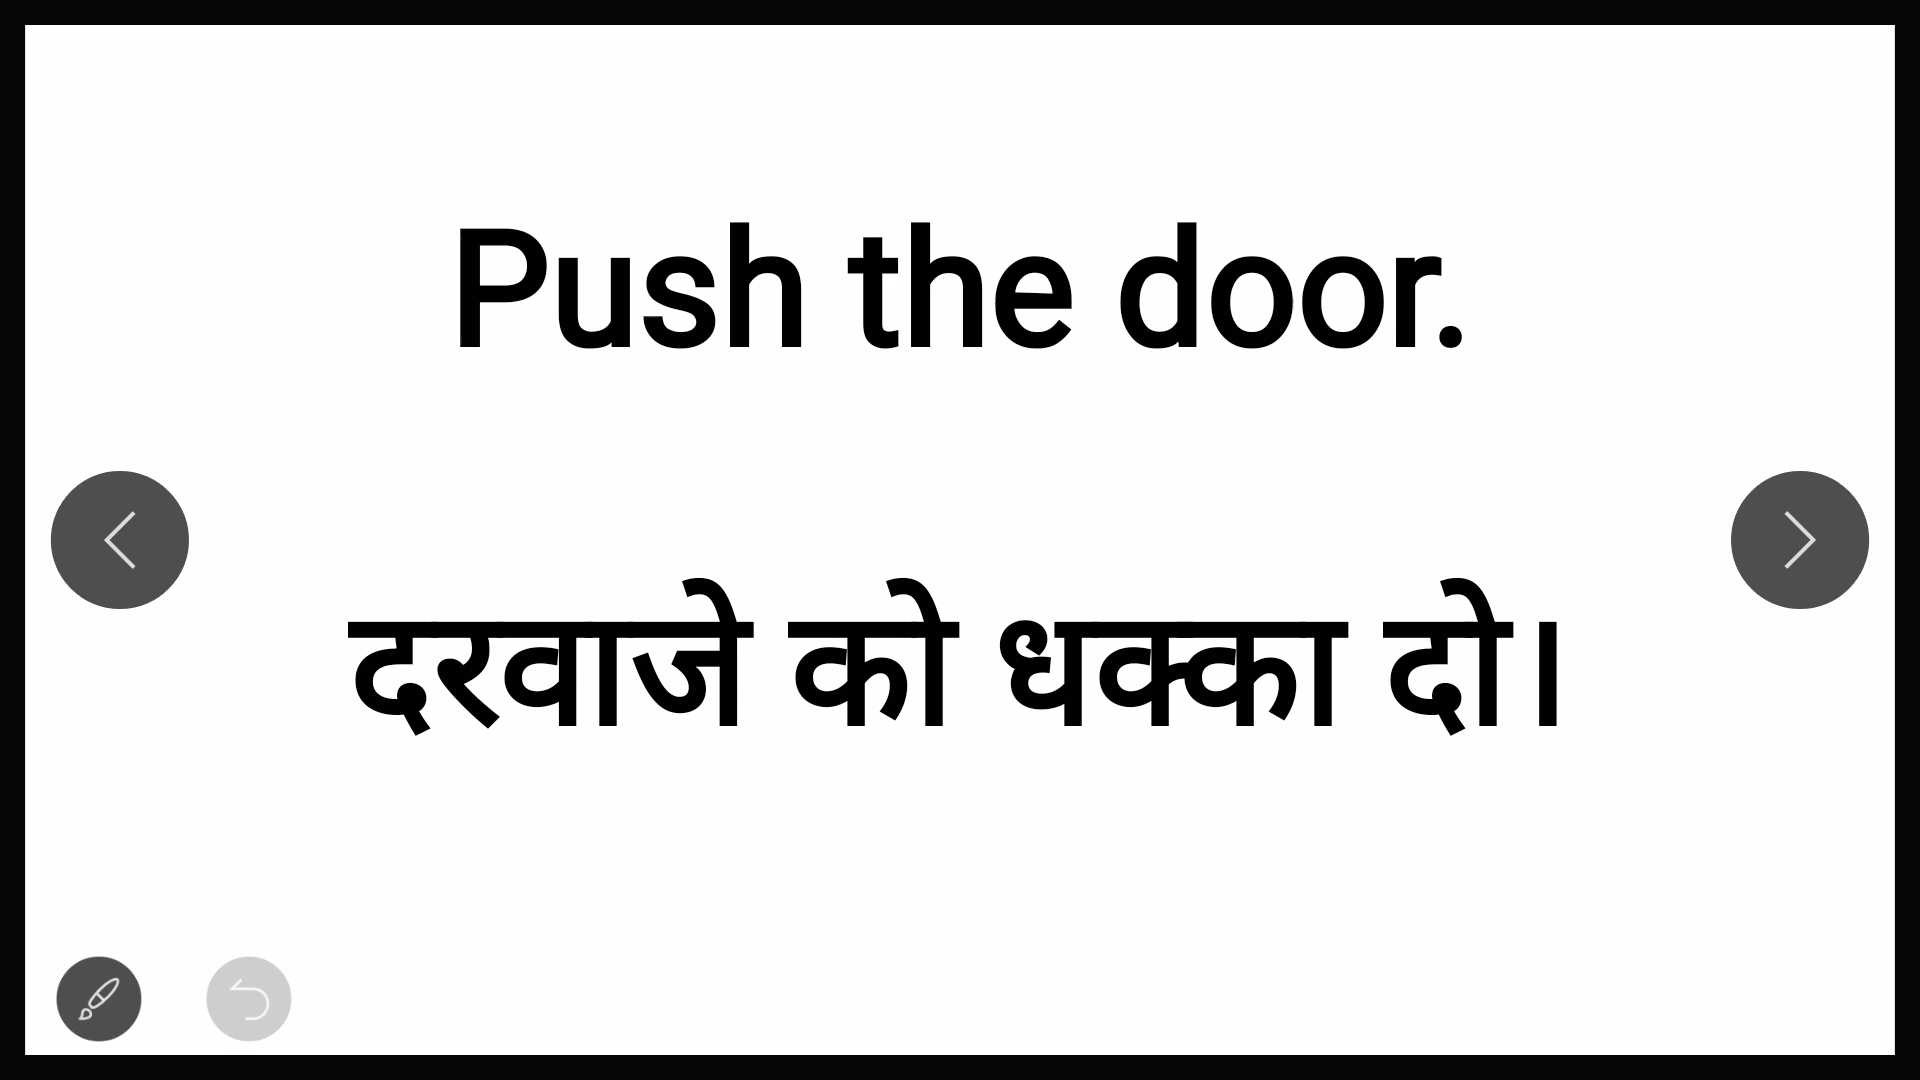 Push the door.
दरवाजे को धक्का दो।